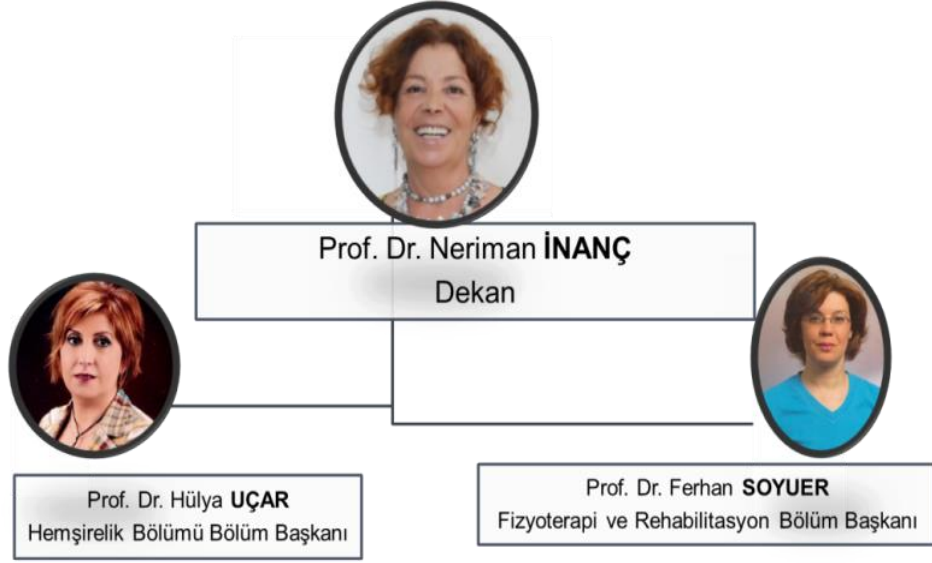 Prof. Dr. Neriman İNANÇ
Dekan
Prof. Dr. Hülya UÇAR
Hemşirelik Bölümü Bölüm Başkanı
Prof. Dr. Ferhan SOYUER
Fizyoterapi ve Rehabilitasyon Bölüm Başkanı